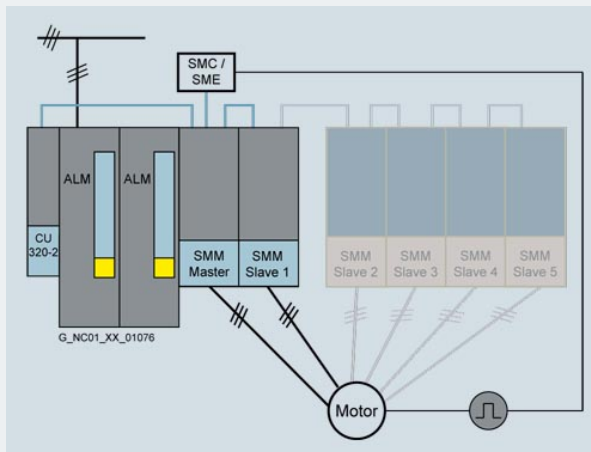 SMC /
SME
ALM
ALM
CU
320-2
SMM
Master
SMM
Slave 1
SMM
Slave 2
SMM
Slave 3
SMM
Slave 4
SMM
Slave 5
G_NC01_XX_01076
Motor